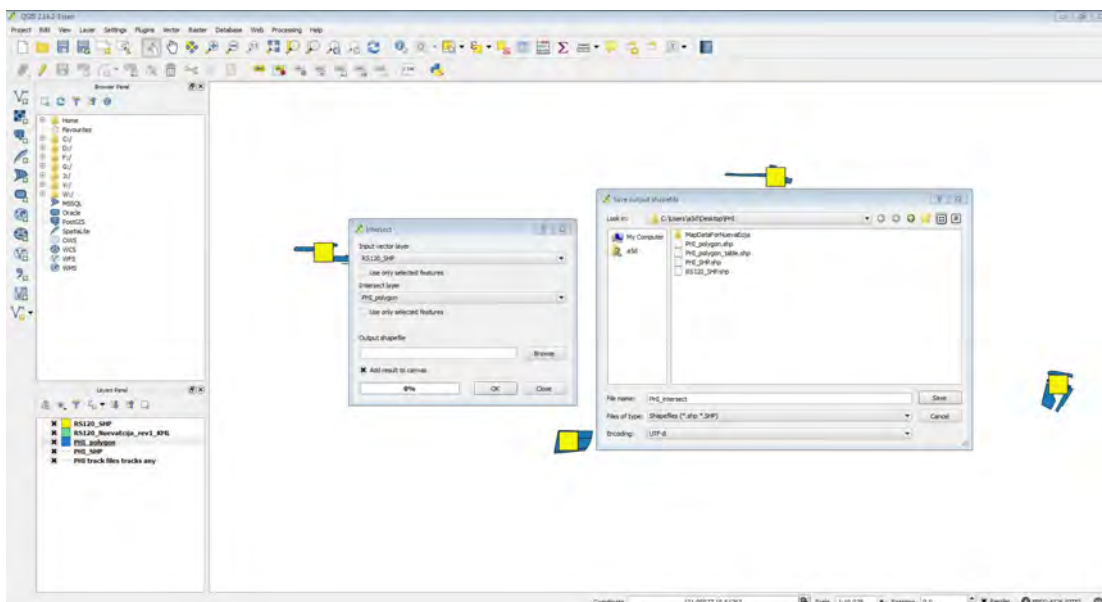 QGIS 2.14.2-Essen
Project Edit View Layer Settings Plugins Vector Raster Database Web Processing Help
Browser Panel
Home
Favourites
C:/
D:/
F:/
MSSQL
Oracle
PostGIS
SpatiaLite
OWS
WCS
WFS
WMS
Layers Panel
RS120_SHP
PHI_polygon
PHI_SHP
PHI track files tracks any
Intersect
Input vector layer
RS120_SHP
Use only selected features
Intersect layer
PHI_polygon
Use only selected features
Output shapefile
Browse
Add result to canvas
0%
OK
Close
Save output shapefile
Look in:
C:\Users\a3d\Desktop\PHI
My Computer
a3d
MapDataForNuevaEcija
PHI_polygon.shp
PHI_polygon_table.shp
PHI_SHP.shp
RS120_SHP.shp
File name:
PHI_intersect
Save
Files of type:
Shapefiles (*.shp *.SHP)
Cancel
Encoding:
UTF-8